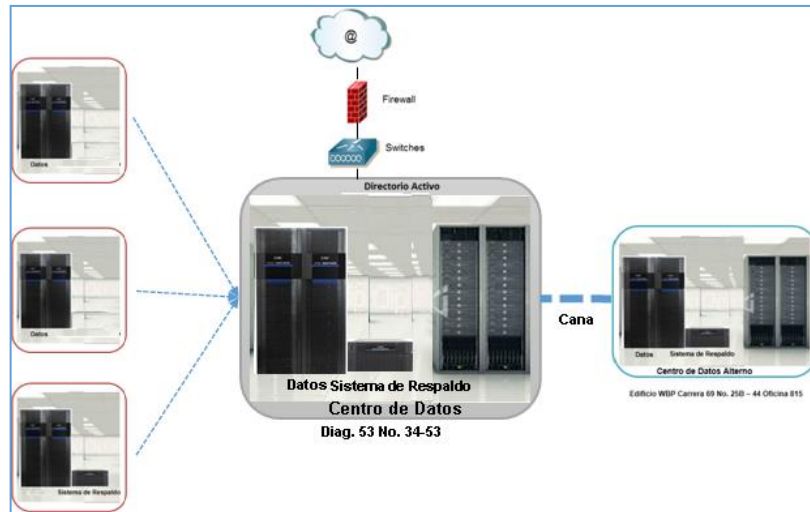 @
Firewall
Switches
Directorio Activo
Datos
Datos
Sistema de Respaldo
Datos Sistema de Respaldo
Centro de Datos
Diag. 53 No. 34-53
Cana
Datos Sistema de Respaldo
Centro de Datos Alterno
Edificio WBP Carrera 69 No. 25B – 44 Oficina 815